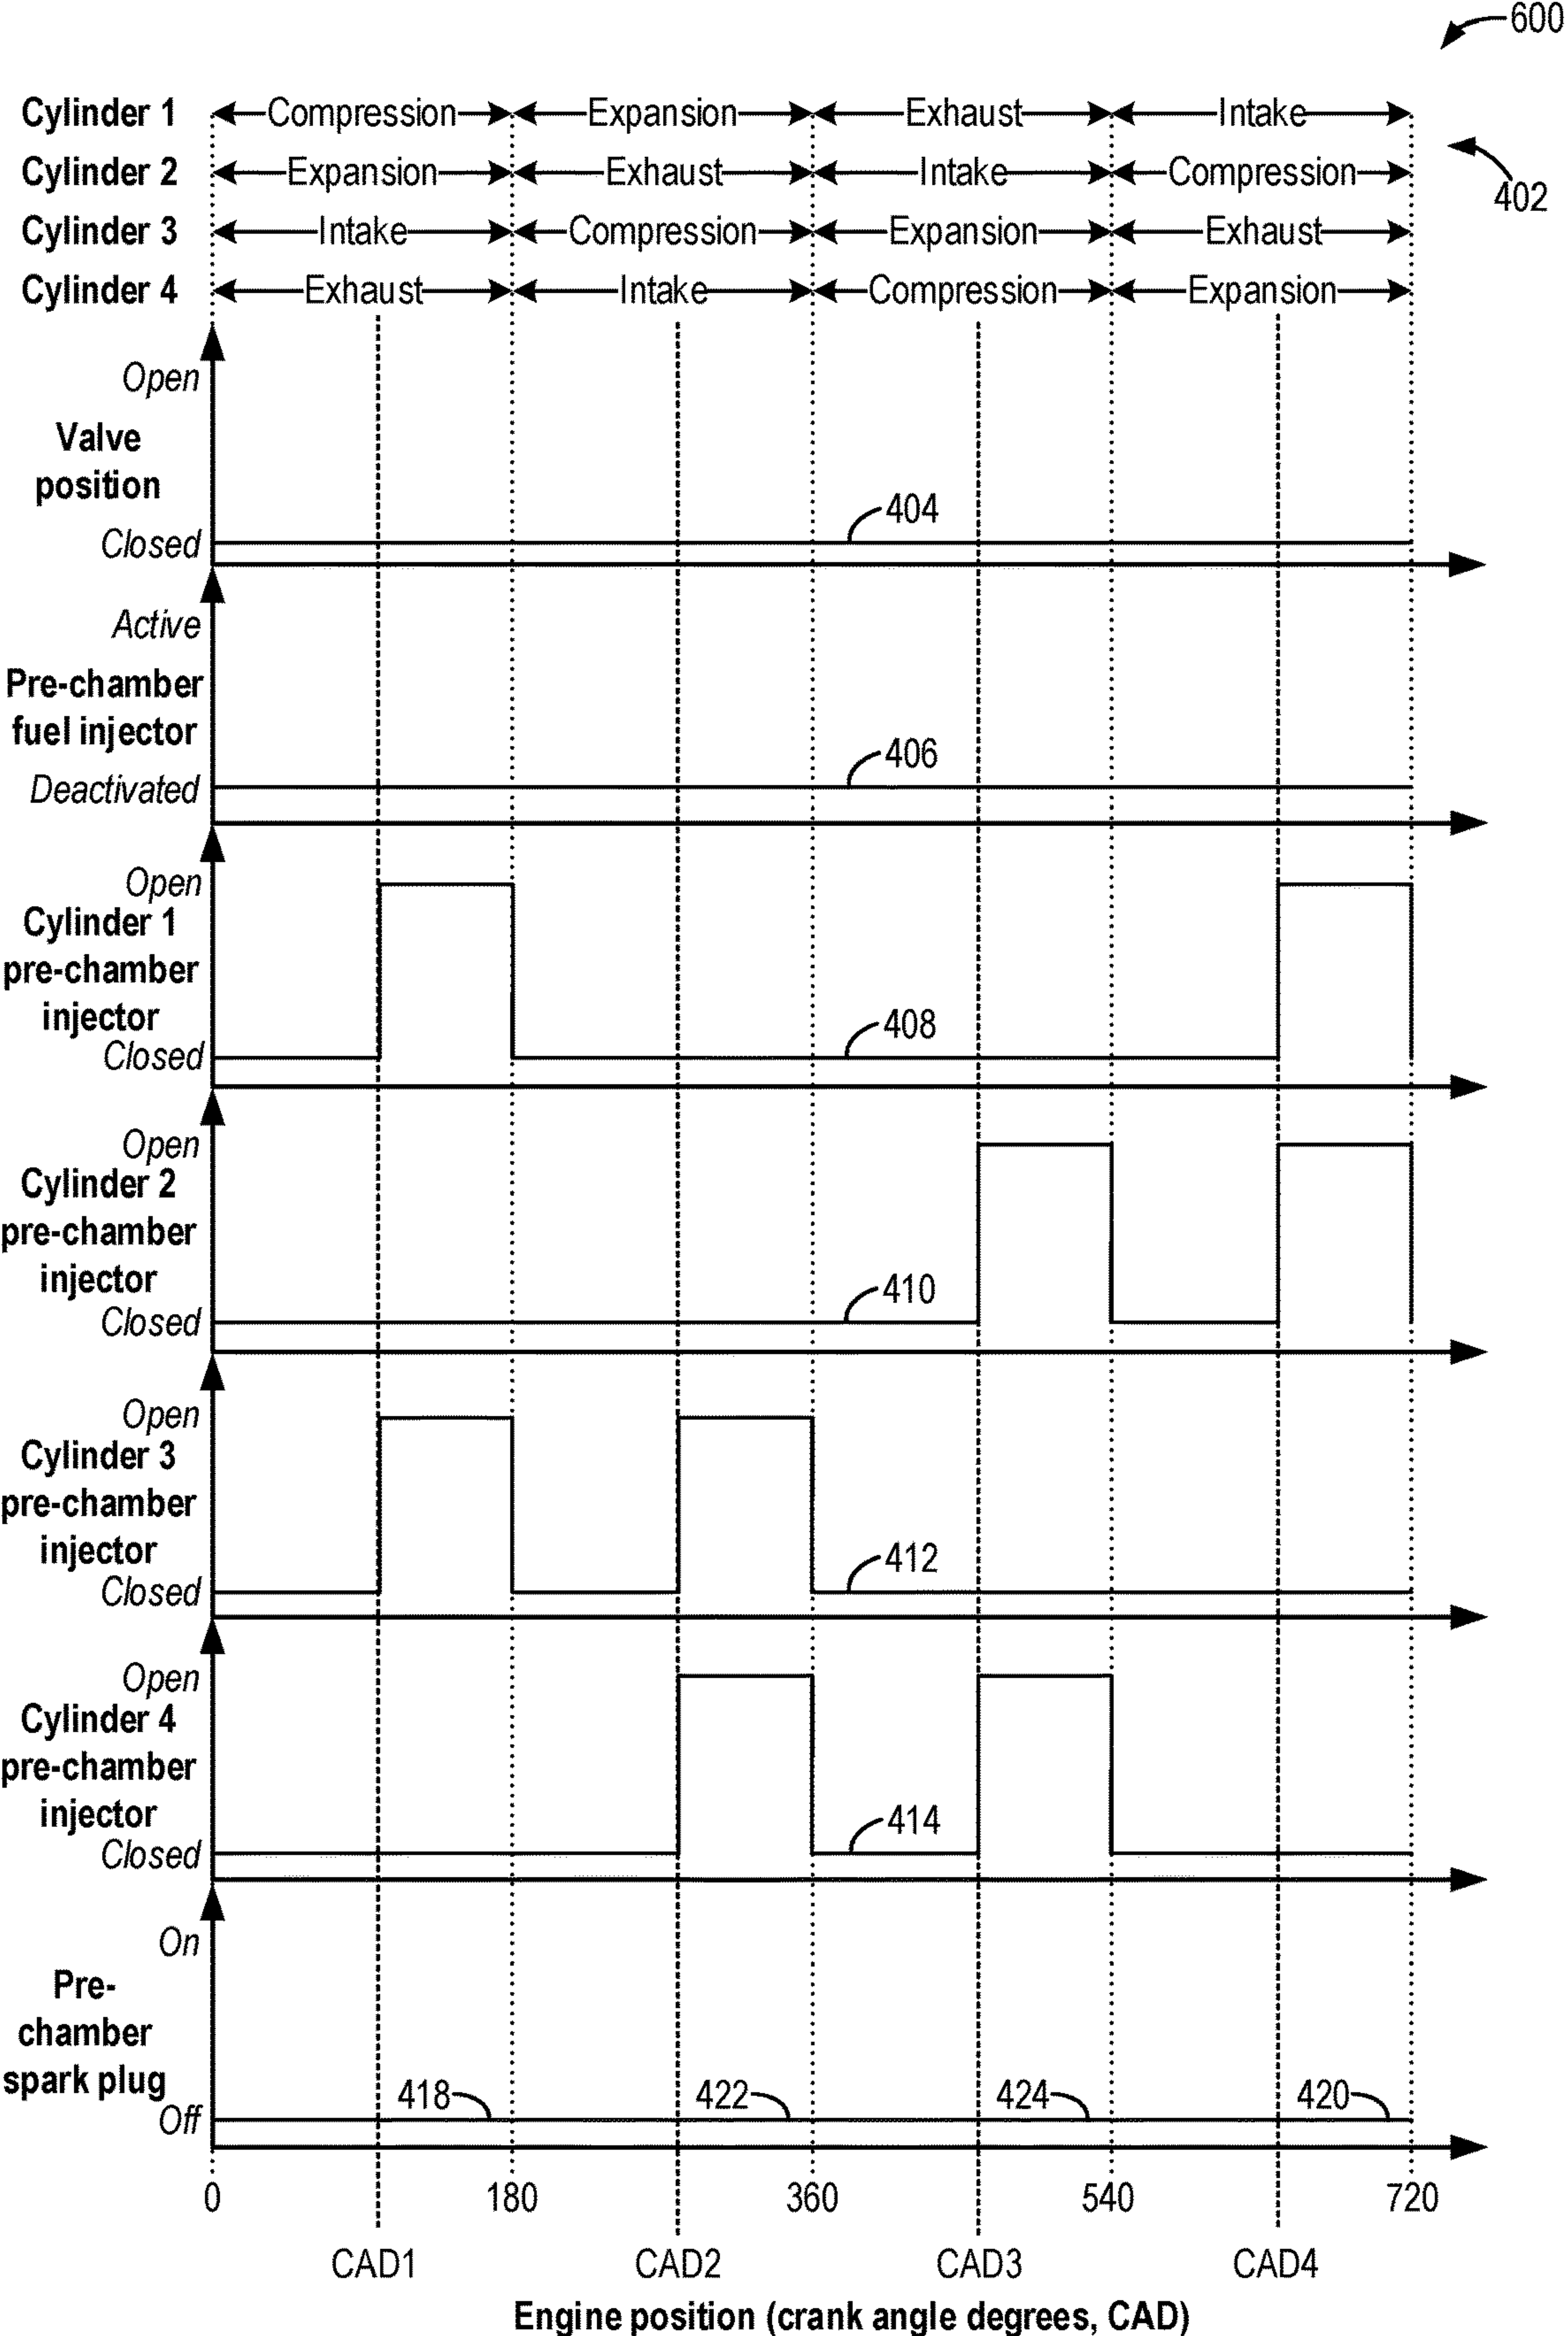 600
Cylinder 1 Compression Expansion Exhaust Intake
Cylinder 2 Expansion Exhaust Intake Compression
402
Cylinder 3 Intake Compression Expansion Exhaust
Cylinder 4 Exhaust Intake Compression Expansion
Open
Valve
position
404
Closed
Active
Pre-chamber
fuel injector
406
Deactivated
Open
Cylinder 1
pre-chamber
injector
408
Closed
Open
Cylinder 2
pre-chamber
injector
410
Closed
Open
Cylinder 3
pre-chamber
injector
412
Closed
Open
Cylinder 4
pre-chamber
injector
414
Closed
On
Pre-
chamber
spark plug
418 422 424 420
Off
0 180 360 540 720
CAD1 CAD2 CAD3 CAD4
Engine position (crank angle degrees, CAD)